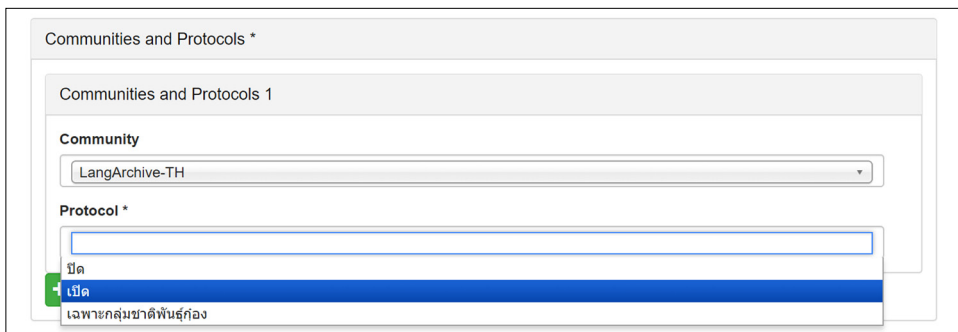 Communities and Protocols *
Communities and Protocols 1
Community
LangArchive-TH
Protocol *
ปิด
เปิด
เฉพาะกลุ่มชาติพันธุ์ก๋อง